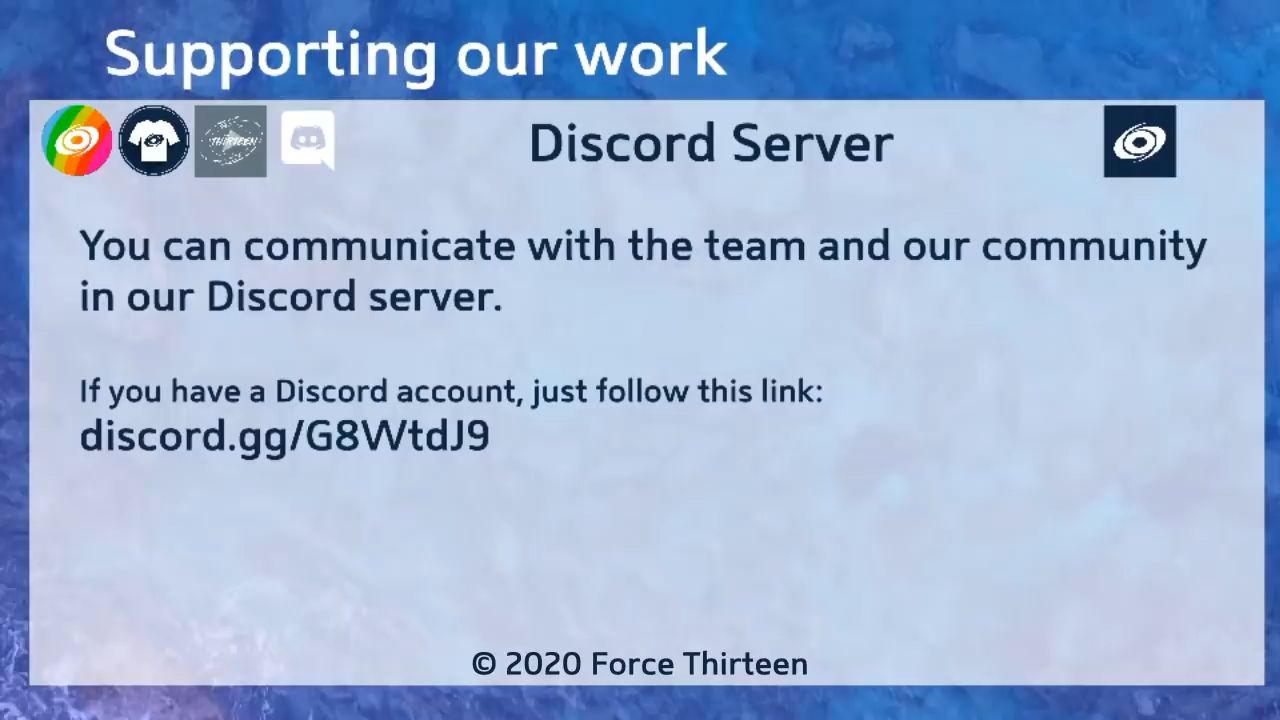 Supporting our work
THIRTEEN
Discord Server
You can communicate with the team and our community
in our Discord server.
If you have a Discord account, just follow this link:
discord.gg/G8WtdJ9
© 2020 Force Thirteen